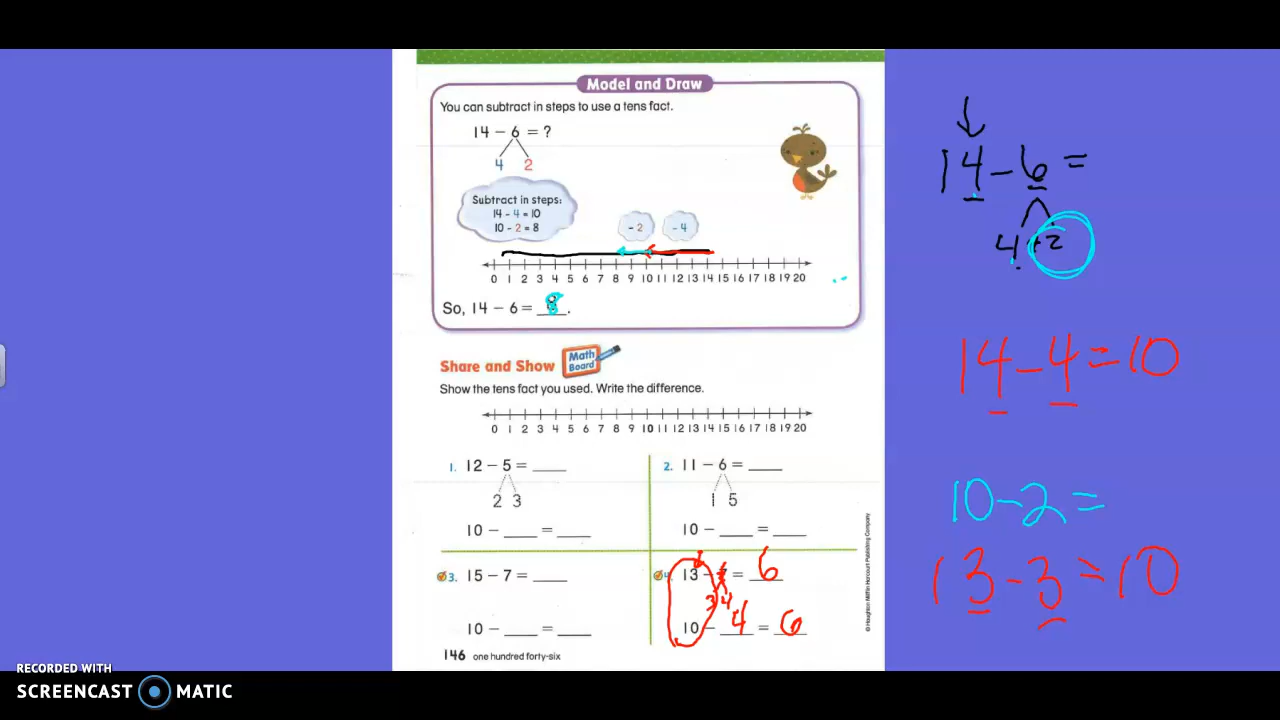 Model and Draw
You can subtract in steps to use a tens fact.
14 − 6 = ?
4 2
Subtract in steps:
14 − 4 = 10
10 − 2 = 8
− 2 − 4
0 1 2 3 4 5 6 7 8 9 10 11 12 13 14 15 16 17 18 19 20
So, 14 − 6 = 8.
Share and Show Math Board
Show the tens fact you used. Write the difference.
0 1 2 3 4 5 6 7 8 9 10 11 12 13 14 15 16 17 18 19 20
1. 12 − 5 = ____
2 3
10 − ____ = ____
2. 11 − 6 = ____
1 5
10 − ____ = ____
3. 15 − 7 = ____
10 − ____ = ____
4. 13 − = 6
3 4
10 − 4 = 6
146 one hundred forty-six
© Houghton Mifflin Harcourt Publishing Company
14 − 6 =
4 + 2
14 − 4 = 10
10 − 2 =
13 − 3 = 10
RECORDED WITH
SCREENCAST MATIC